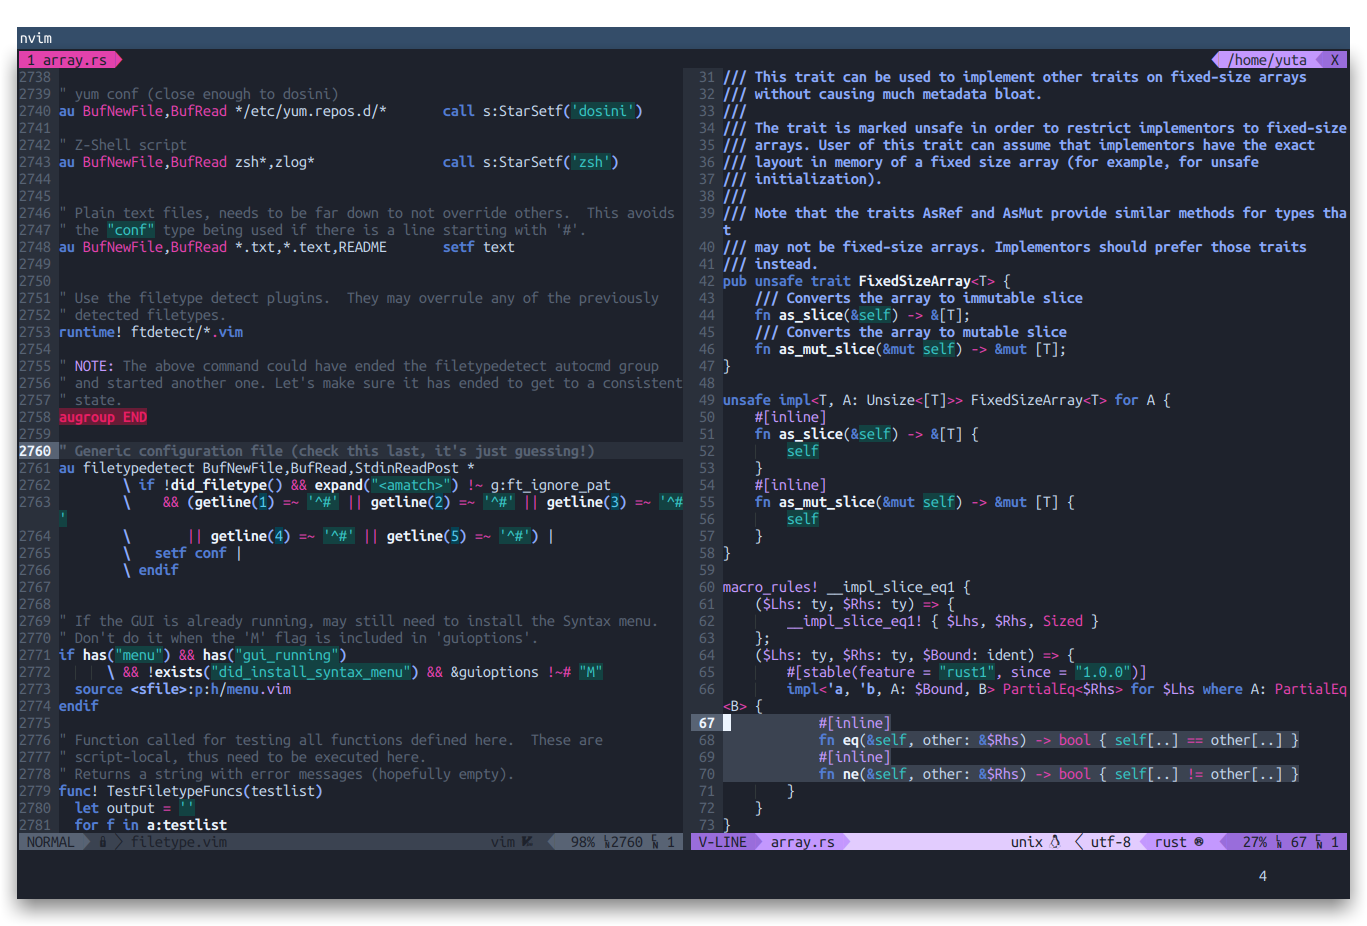 nvim
1 array.rs
/home/yuta
X
2738
2739 " yum conf (close enough to dosini)
2740 au BufNewFile,BufRead */etc/yum.repos.d/*       call s:StarSetf('dosini')
2741
2742 " Z-Shell script
2743 au BufNewFile,BufRead zsh*,zlog*                call s:StarSetf('zsh')
2744
2745
2746 " Plain text files, needs to be far down to not override others.  This avoids
2747 " the "conf" type being used if there is a line starting with '#'.
2748 au BufNewFile,BufRead *.txt,*.text,README       setf text
2749
2750
2751 " Use the filetype detect plugins.  They may overrule any of the previously
2752 " detected filetypes.
2753 runtime! ftdetect/*.vim
2754
2755 " NOTE: The above command could have ended the filetypedetect autocmd group
2756 " and started another one. Let's make sure it has ended to get to a consistent
2757 " state.
2758 augroup END
2759
2760 " Generic configuration file (check this last, it's just guessing!)
2761 au filetypedetect BufNewFile,BufRead,StdinReadPost *
2762         \ if !did_filetype() && expand("<amatch>") !~ g:ft_ignore_pat
2763         \    && (getline(1) =~ '^#' || getline(2) =~ '^#' || getline(3) =~ '^#
'
2764         \       || getline(4) =~ '^#' || getline(5) =~ '^#') |
2765         \   setf conf |
2766         \ endif
2767
2768
2769 " If the GUI is already running, may still need to install the Syntax menu.
2770 " Don't do it when the 'M' flag is included in 'guioptions'.
2771 if has("menu") && has("gui_running")
2772       \ && !exists("did_install_syntax_menu") && &guioptions !~# "M"
2773   source <sfile>:p:h/menu.vim
2774 endif
2775
2776 " Function called for testing all functions defined here.  These are
2777 " script-local, thus need to be executed here.
2778 " Returns a string with error messages (hopefully empty).
2779 func! TestFiletypeFuncs(testlist)
2780   let output = ''
2781   for f in a:testlist
NORMAL filetype.vim vim 98% 2760 1
31 /// This trait can be used to implement other traits on fixed-size arrays
32 /// without causing much metadata bloat.
33 ///
34 /// The trait is marked unsafe in order to restrict implementors to fixed-size
35 /// arrays. User of this trait can assume that implementors have the exact
36 /// layout in memory of a fixed size array (for example, for unsafe
37 /// initialization).
38 ///
39 /// Note that the traits AsRef and AsMut provide similar methods for types tha
t
40 /// may not be fixed-size arrays. Implementors should prefer those traits
41 /// instead.
42 pub unsafe trait FixedSizeArray<T> {
43     /// Converts the array to immutable slice
44     fn as_slice(&self) -> &[T];
45     /// Converts the array to mutable slice
46     fn as_mut_slice(&mut self) -> &mut [T];
47 }
48
49 unsafe impl<T, A: Unsize<[T]>> FixedSizeArray<T> for A {
50     #[inline]
51     fn as_slice(&self) -> &[T] {
52         self
53     }
54     #[inline]
55     fn as_mut_slice(&mut self) -> &mut [T] {
56         self
57     }
58 }
59
60 macro_rules! __impl_slice_eq1 {
61     ($Lhs: ty, $Rhs: ty) => {
62         __impl_slice_eq1! { $Lhs, $Rhs, Sized }
63     };
64     ($Lhs: ty, $Rhs: ty, $Bound: ident) => {
65         #[stable(feature = "rust1", since = "1.0.0")]
66         impl<'a, 'b, A: $Bound, B> PartialEq<$Rhs> for $Lhs where A: PartialEq
<B> {
67             #[inline]
68             fn eq(&self, other: &$Rhs) -> bool { self[..] == other[..] }
69             #[inline]
70             fn ne(&self, other: &$Rhs) -> bool { self[..] != other[..] }
71         }
72     }
73 }
V-LINE array.rs unix utf-8 rust 27% 67 1
4